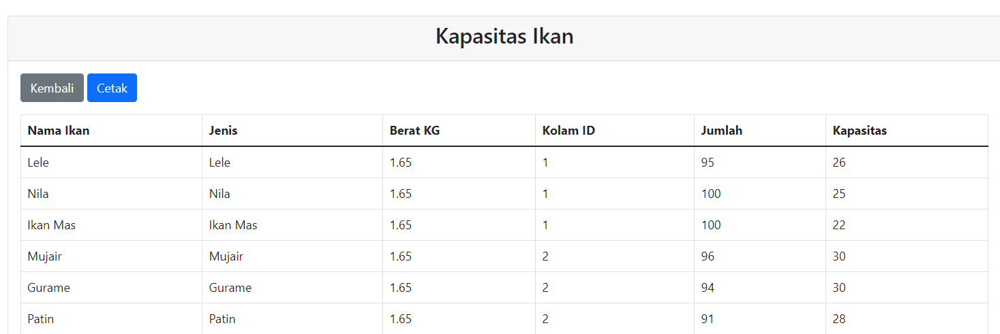 Kapasitas Ikan
Kembali Cetak
Nama Ikan Jenis Berat KG Kolam ID Jumlah Kapasitas
Lele Lele 1.65 1 95 26
Nila Nila 1.65 1 100 25
Ikan Mas Ikan Mas 1.65 1 100 22
Mujair Mujair 1.65 2 96 30
Gurame Gurame 1.65 2 94 30
Patin Patin 1.65 2 91 28